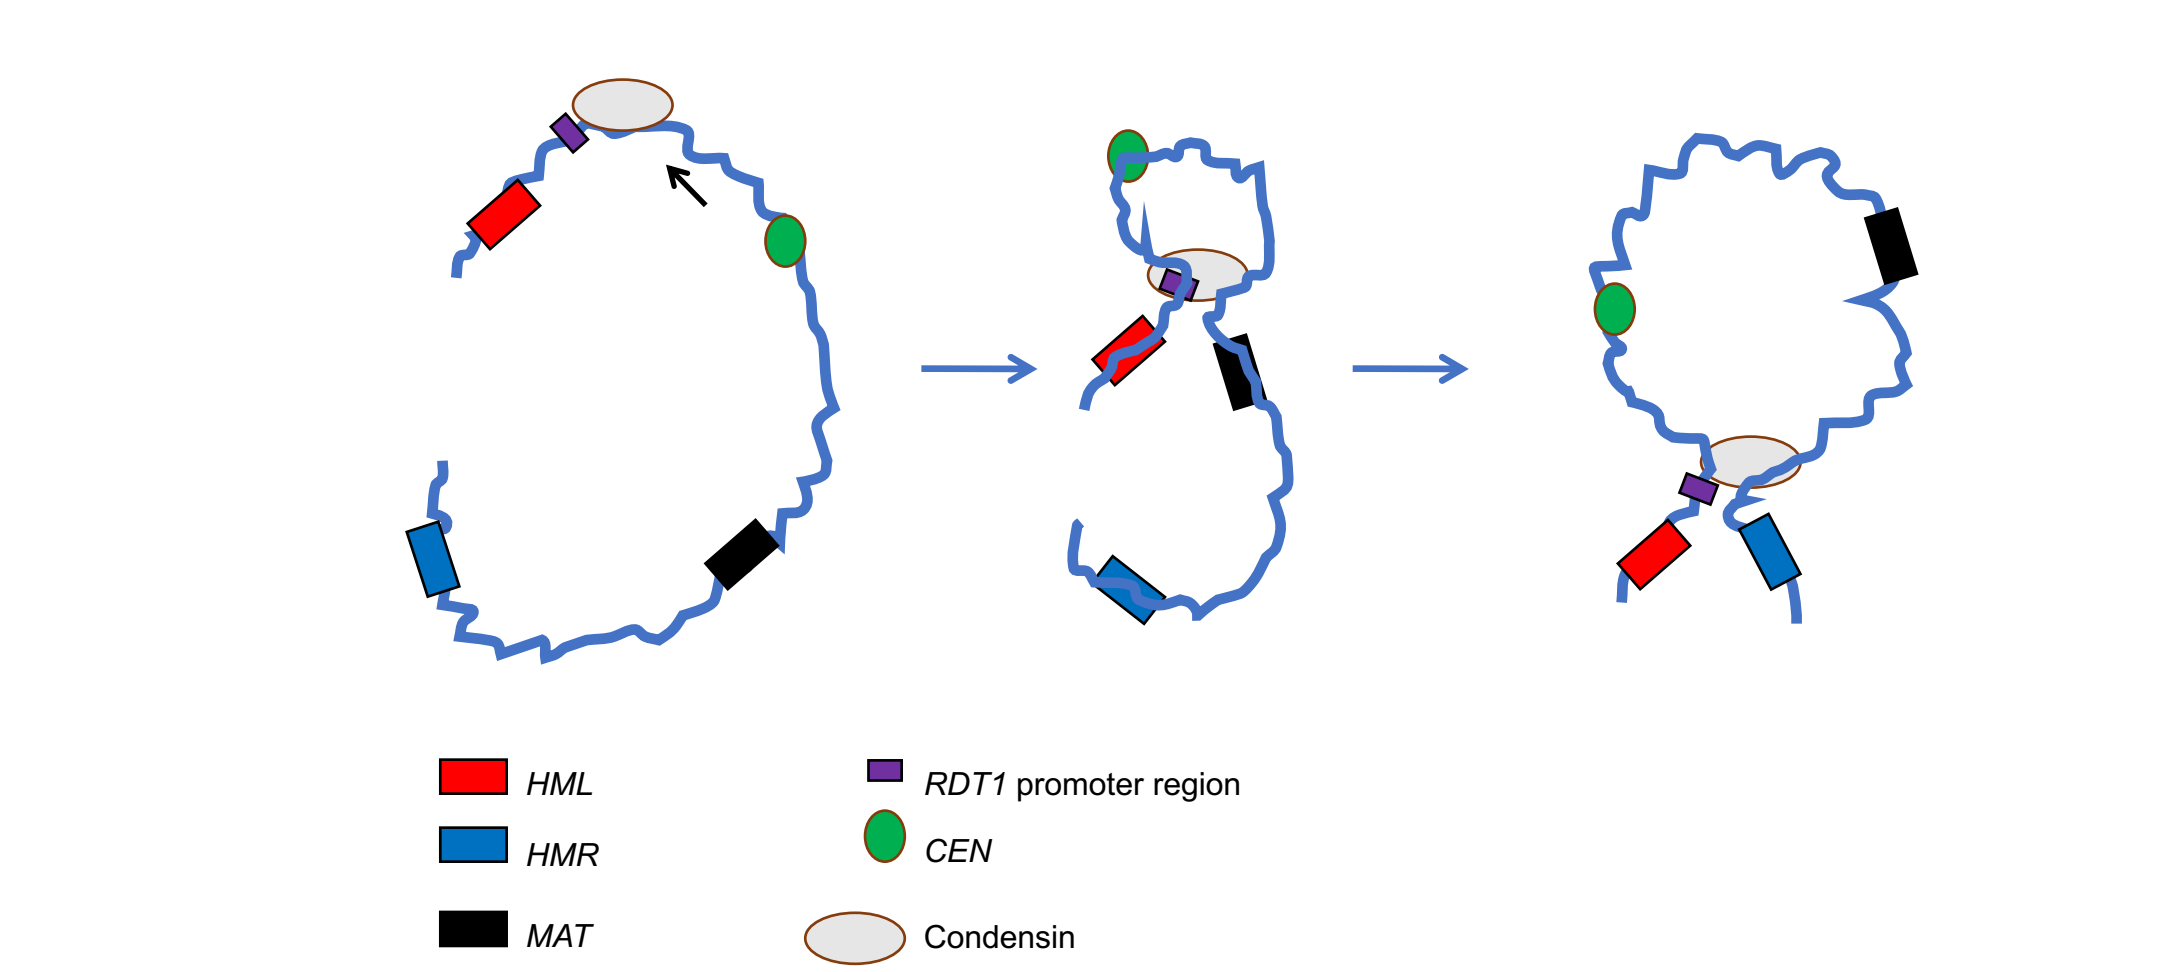 HML
RDT1 promoter region
HMR
CEN
MAT
Condensin